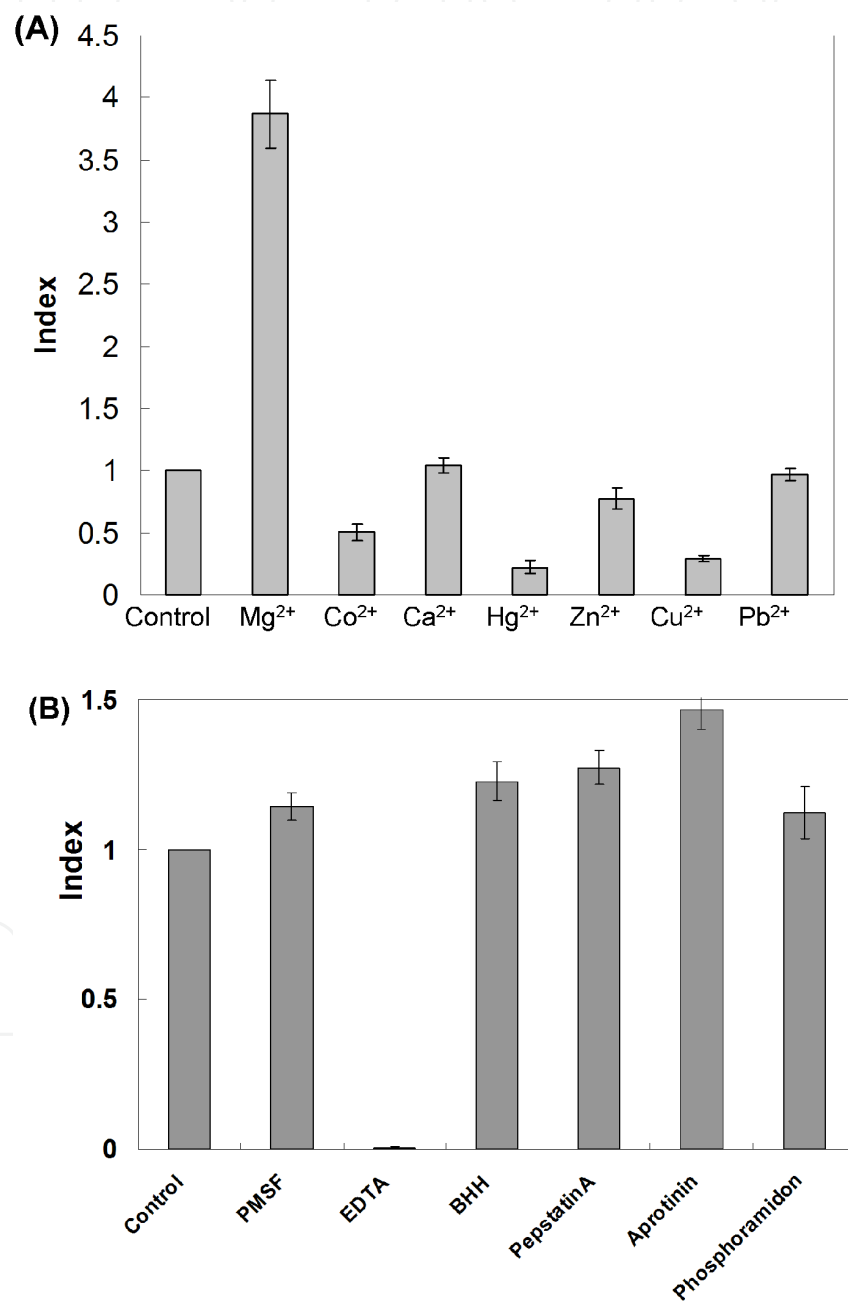 (A)
4.5
4
3.5
3
2.5
2
1.5
1
0.5
0
Index
Control Mg²⁺ Co²⁺ Ca²⁺ Hg²⁺ Zn²⁺ Cu²⁺ Pb²⁺
(B)
1.5
1
0.5
0
Index
Control PMSF EDTA BHH PepstatinA Aprotinin Phosphoramidon